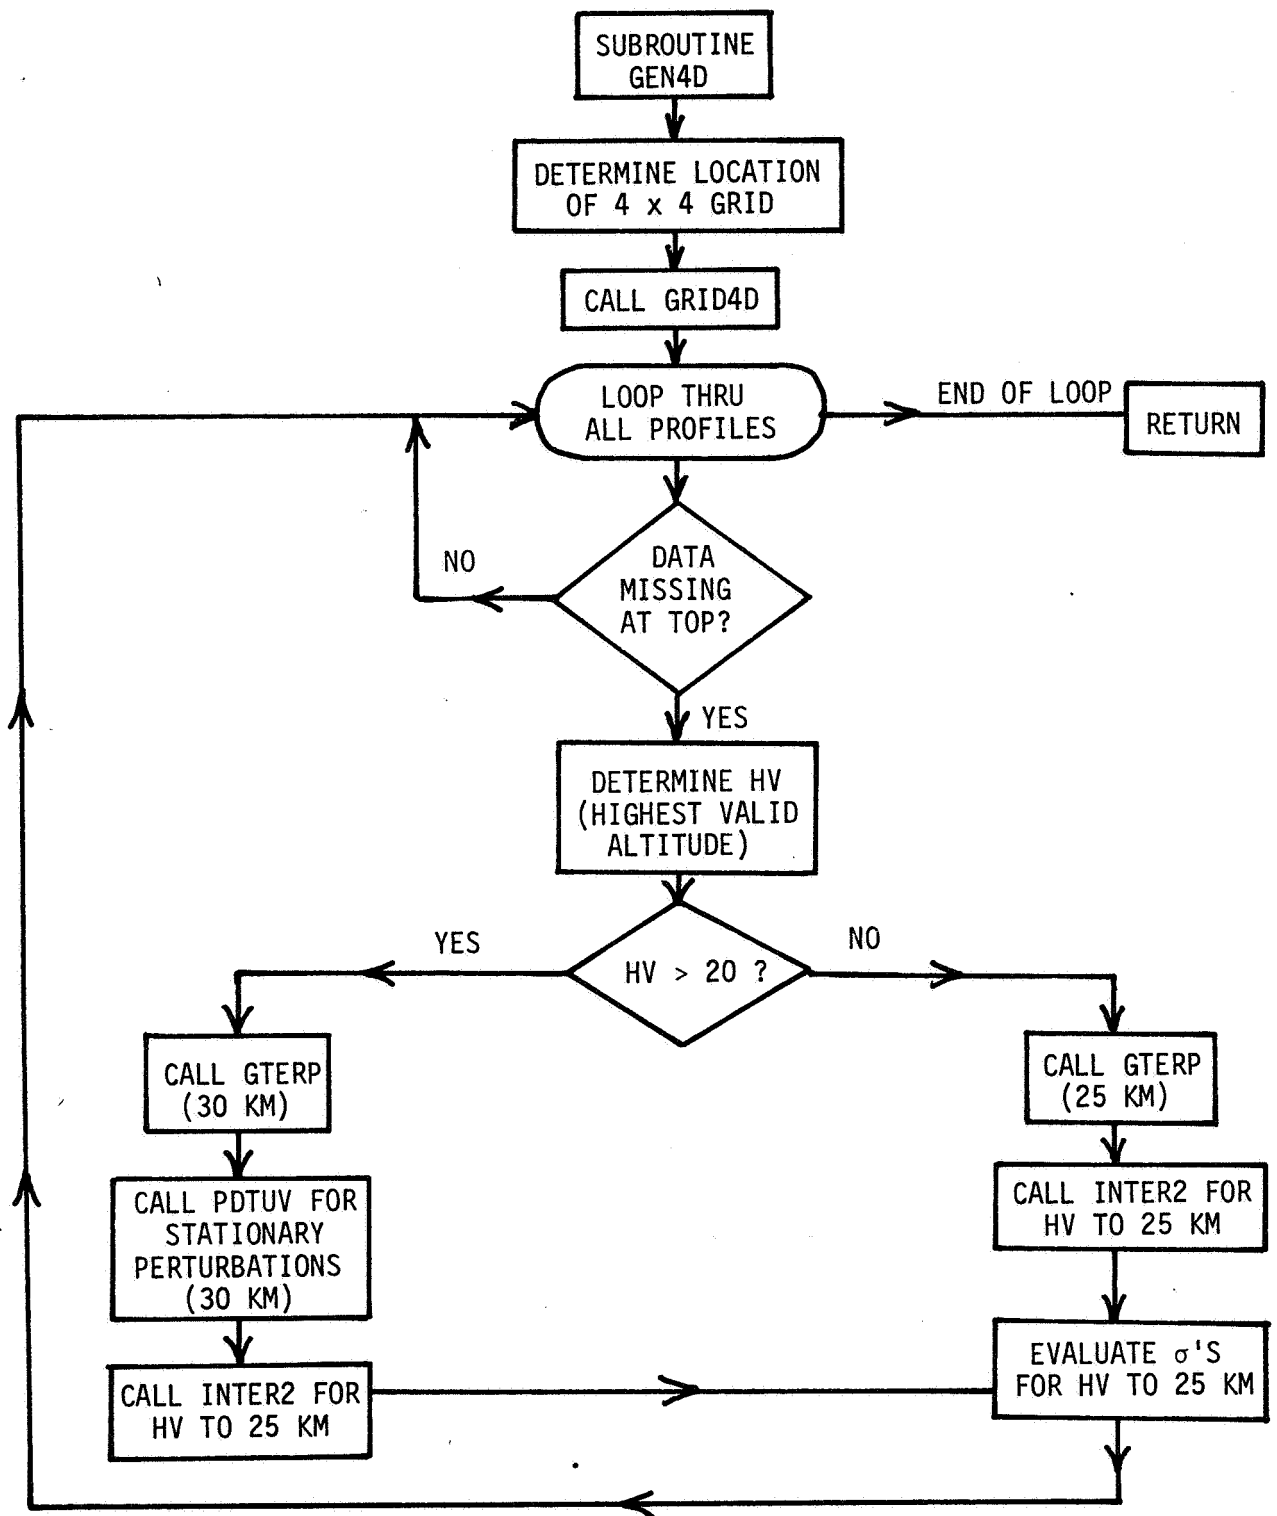 SUBROUTINE
GEN4D
DETERMINE LOCATION
OF 4 x 4 GRID
CALL GRID4D
LOOP THRU
ALL PROFILES
END OF LOOP
RETURN
NO
DATA
MISSING
AT TOP?
YES
DETERMINE HV
(HIGHEST VALID
ALTITUDE)
YES
HV > 20 ?
NO
CALL GTERP
(30 KM)
CALL PDTUV FOR
STATIONARY
PERTURBATIONS
(30 KM)
CALL INTER2 FOR
HV TO 25 KM
CALL GTERP
(25 KM)
CALL INTER2 FOR
HV TO 25 KM
EVALUATE σ'S
FOR HV TO 25 KM